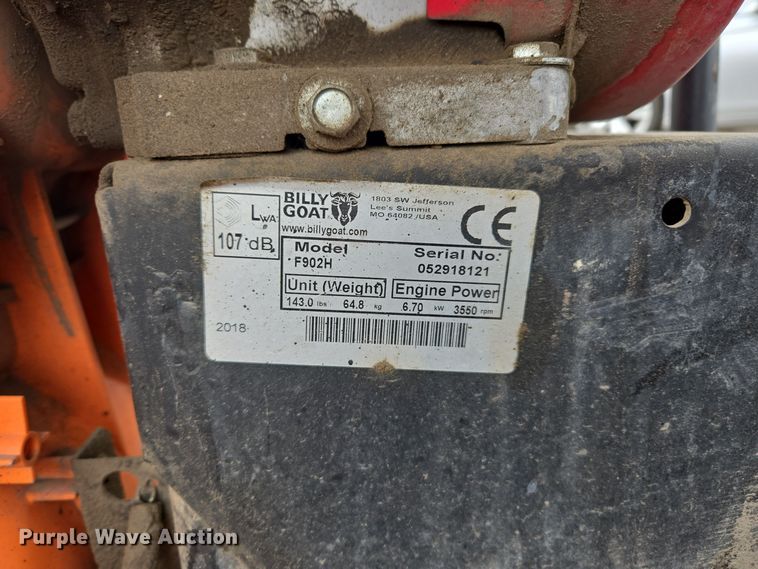 LWA
107 dB
BILLY GOAT
1803 SW Jefferson
Lee's Summit
MO 64082 /USA
www.billygoat.com
CE
Model Serial No:
F902H 052918121
Unit (Weight) Engine Power
143.0 lbs 64.8 kg 6.70 kW 3550 rpm
2018
Purple Wave Auction